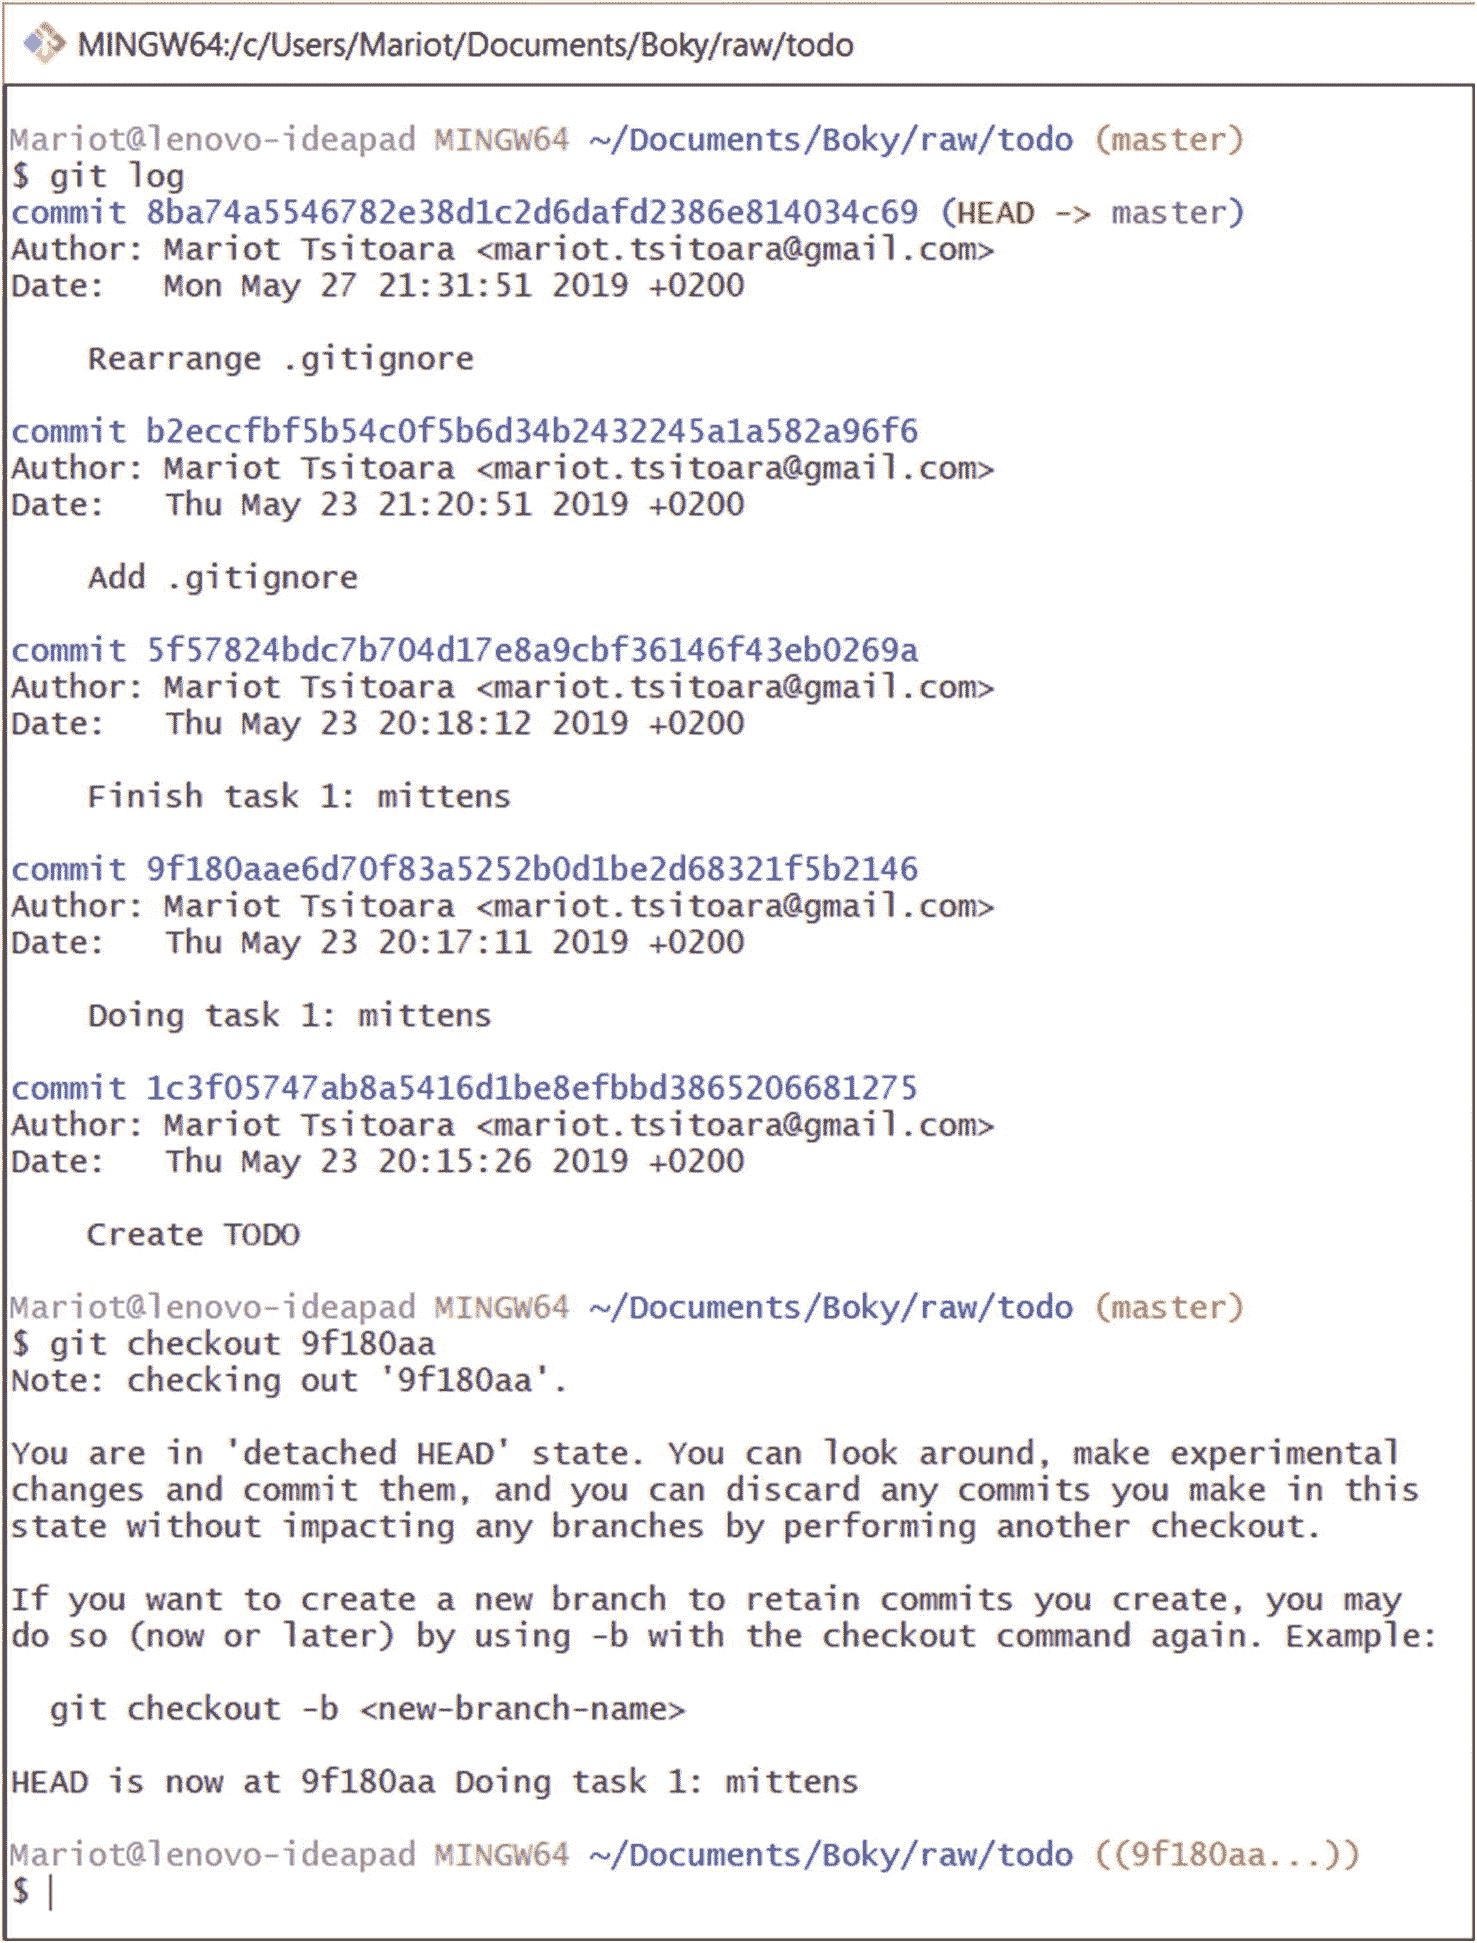 MINGW64:/c/Users/Mariot/Documents/Boky/raw/todo
Mariot@lenovo-ideapad MINGW64 ~/Documents/Boky/raw/todo (master)
$ git log
commit 8ba74a5546782e38d1c2d6dafd2386e814034c69 (HEAD -> master)
Author: Mariot Tsitoara <mariot.tsitoara@gmail.com>
Date:   Mon May 27 21:31:51 2019 +0200
    Rearrange .gitignore
commit b2eccfbf5b54c0f5b6d34b2432245a1a582a96f6
Author: Mariot Tsitoara <mariot.tsitoara@gmail.com>
Date:   Thu May 23 21:20:51 2019 +0200
    Add .gitignore
commit 5f57824bdc7b704d17e8a9cbf36146f43eb0269a
Author: Mariot Tsitoara <mariot.tsitoara@gmail.com>
Date:   Thu May 23 20:18:12 2019 +0200
    Finish task 1: mittens
commit 9f180aae6d70f83a5252b0d1be2d68321f5b2146
Author: Mariot Tsitoara <mariot.tsitoara@gmail.com>
Date:   Thu May 23 20:17:11 2019 +0200
    Doing task 1: mittens
commit 1c3f05747ab8a5416d1be8efbbd3865206681275
Author: Mariot Tsitoara <mariot.tsitoara@gmail.com>
Date:   Thu May 23 20:15:26 2019 +0200
    Create TODO
Mariot@lenovo-ideapad MINGW64 ~/Documents/Boky/raw/todo (master)
$ git checkout 9f180aa
Note: checking out '9f180aa'.
You are in 'detached HEAD' state. You can look around, make experimental
changes and commit them, and you can discard any commits you make in this
state without impacting any branches by performing another checkout.
If you want to create a new branch to retain commits you create, you may
do so (now or later) by using -b with the checkout command again. Example:
  git checkout -b <new-branch-name>
HEAD is now at 9f180aa Doing task 1: mittens
Mariot@lenovo-ideapad MINGW64 ~/Documents/Boky/raw/todo ((9f180aa...))
$